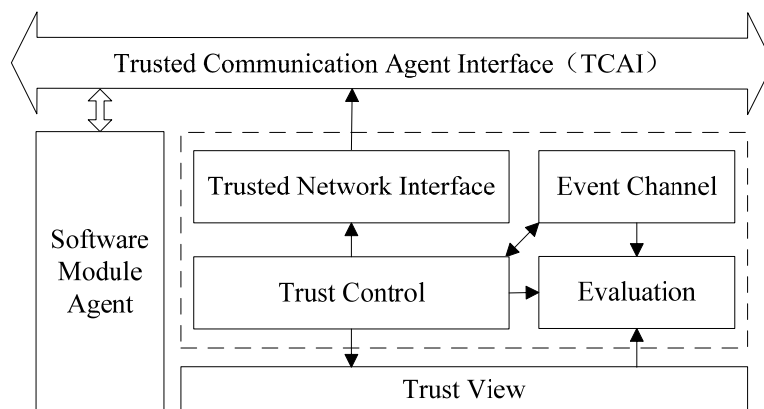 Trusted Communication Agent Interface（TCAI）
Trusted Network Interface
Event Channel
Software
Module
Agent
Trust Control
Evaluation
Trust View